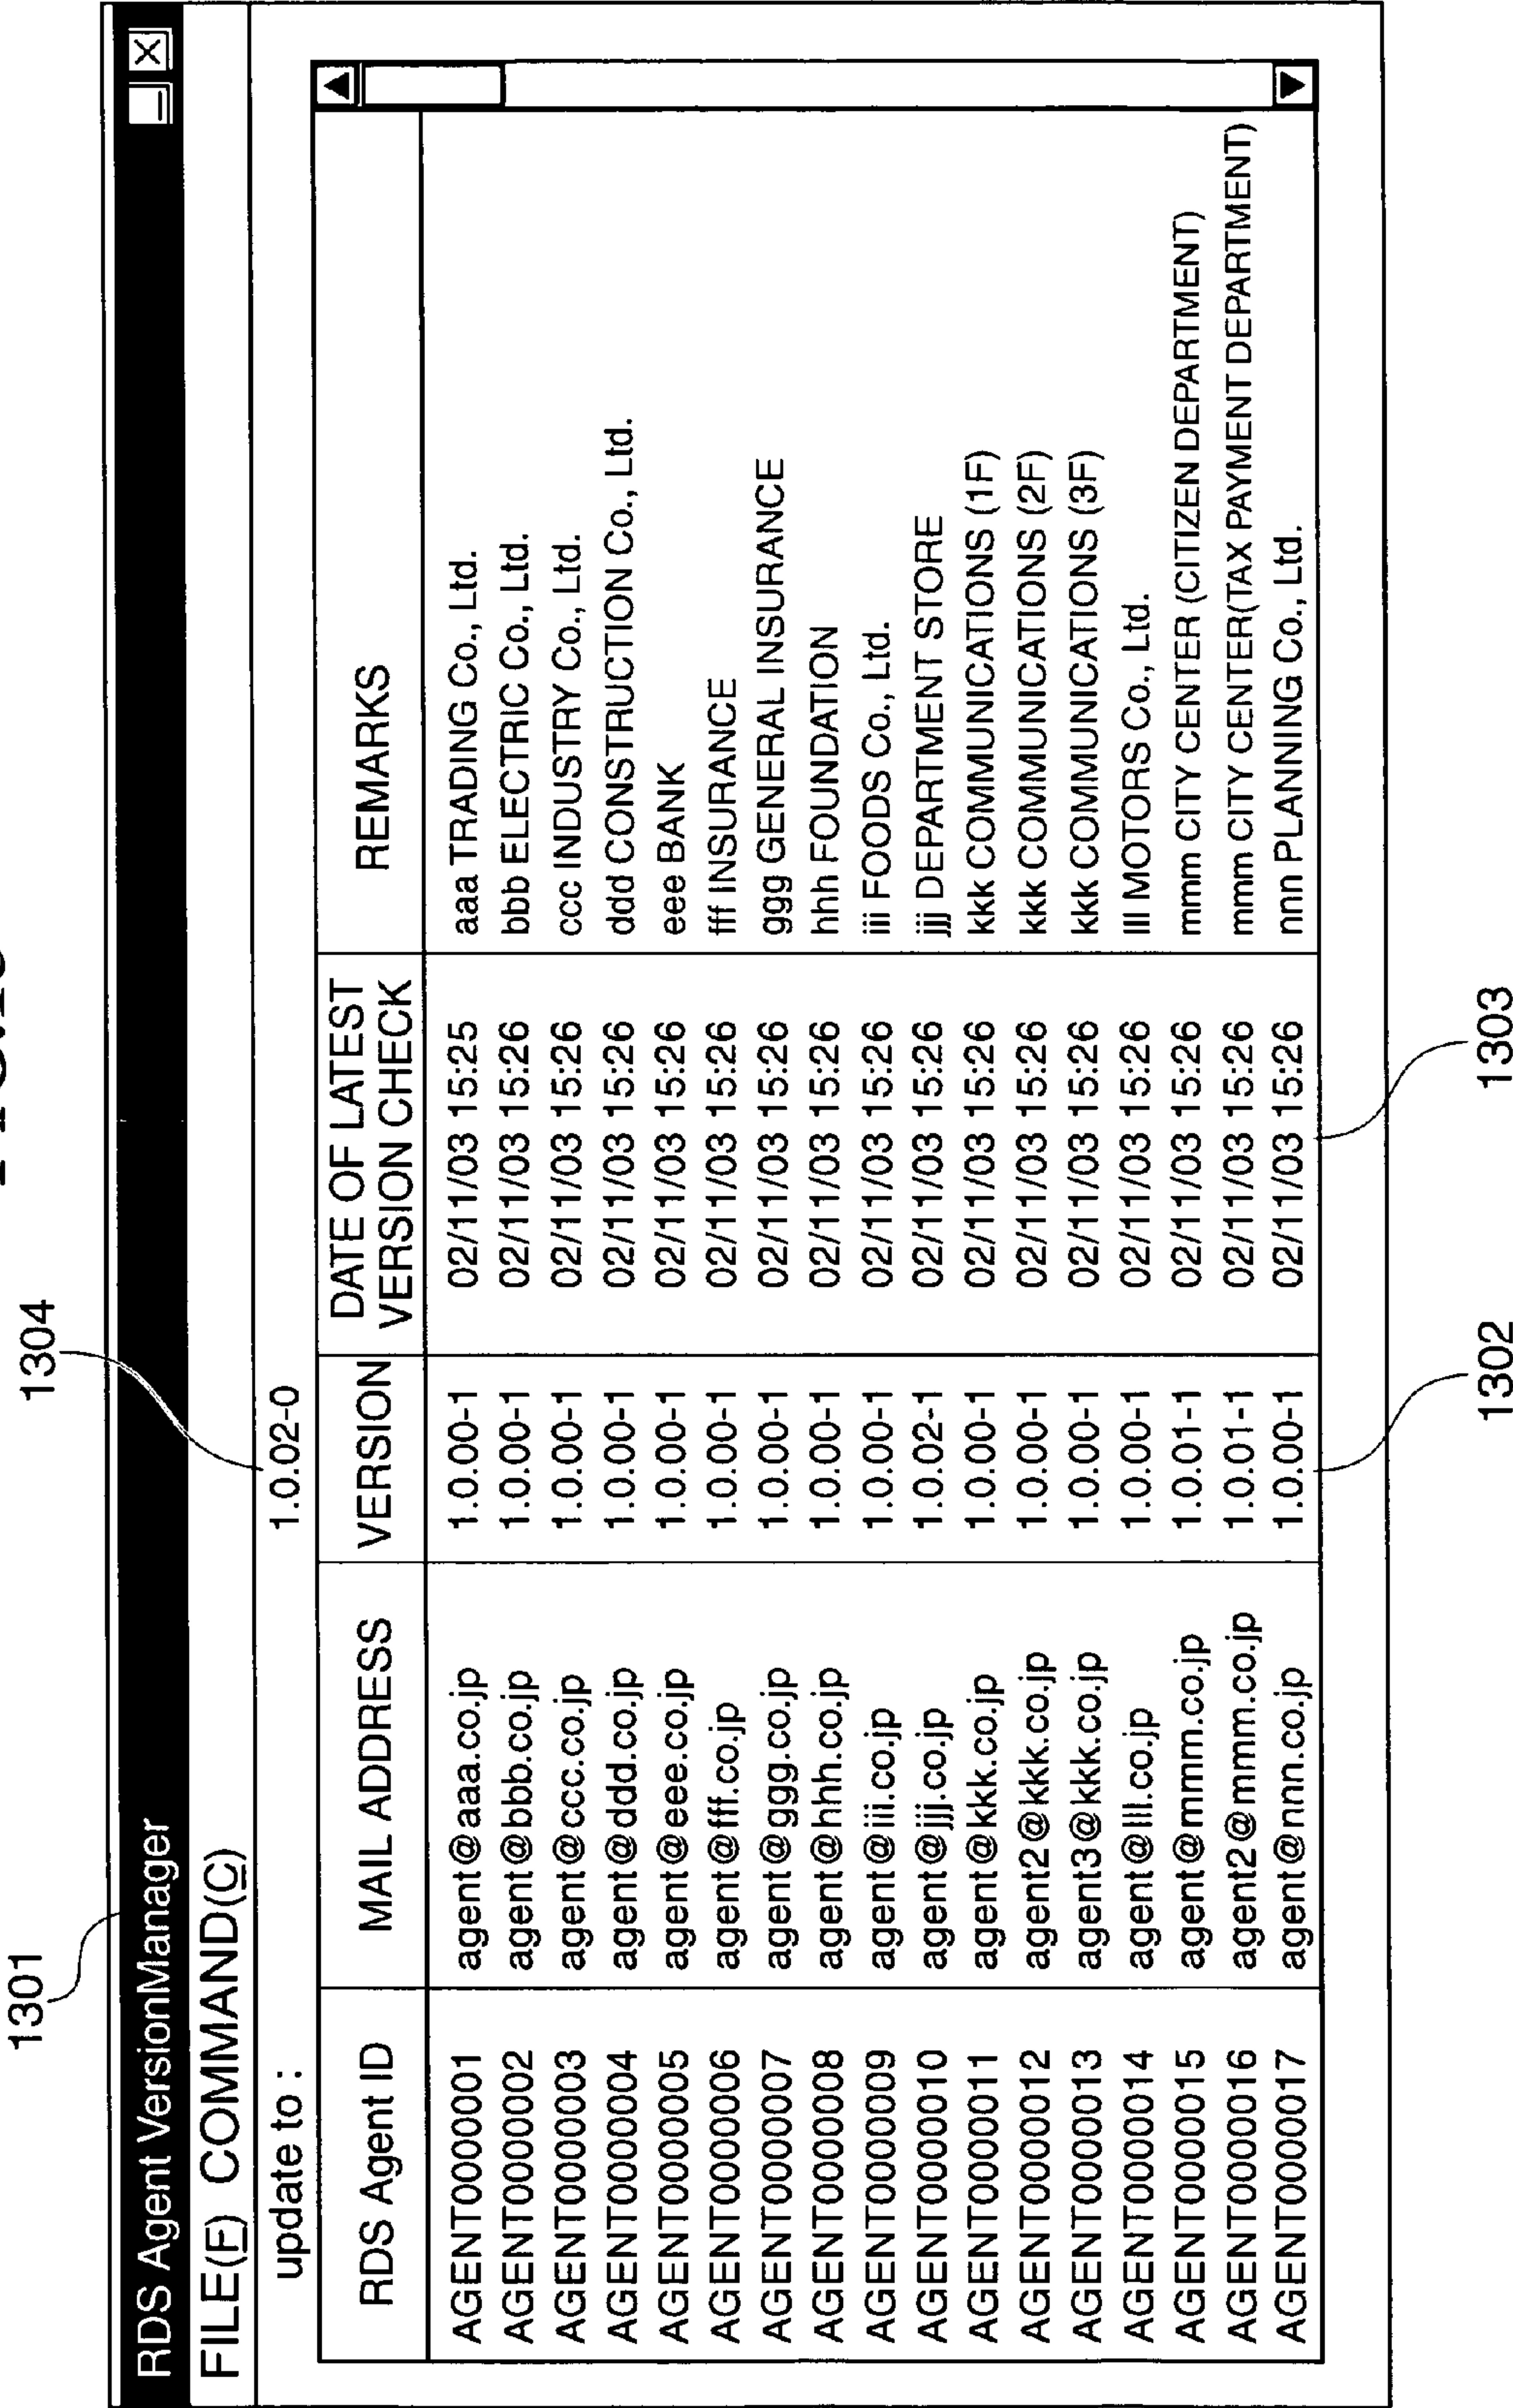 1301
1304
RDS Agent VersionManager
FILE(F) COMMAND(C)
update to : 1.0.02-0
RDS Agent ID MAIL ADDRESS VERSION DATE OF LATEST VERSION CHECK REMARKS
AGENT0000001 agent@aaa.co.jp 1.0.00-1 02/11/03 15:25 aaa TRADING Co., Ltd.
AGENT0000002 agent@bbb.co.jp 1.0.00-1 02/11/03 15:26 bbb ELECTRIC Co., Ltd.
AGENT0000003 agent@ccc.co.jp 1.0.00-1 02/11/03 15:26 ccc INDUSTRY Co., Ltd.
AGENT0000004 agent@ddd.co.jp 1.0.00-1 02/11/03 15:26 ddd CONSTRUCTION Co., Ltd.
AGENT0000005 agent@eee.co.jp 1.0.00-1 02/11/03 15:26 eee BANK
AGENT0000006 agent@fff.co.jp 1.0.00-1 02/11/03 15:26 fff INSURANCE
AGENT0000007 agent@ggg.co.jp 1.0.00-1 02/11/03 15:26 ggg GENERAL INSURANCE
AGENT0000008 agent@hhh.co.jp 1.0.00-1 02/11/03 15:26 hhh FOUNDATION
AGENT0000009 agent@iii.co.jp 1.0.00-1 02/11/03 15:26 iii FOODS Co., Ltd.
AGENT0000010 agent@jjj.co.jp 1.0.02-1 02/11/03 15:26 jjj DEPARTMENT STORE
AGENT0000011 agent@kkk.co.jp 1.0.00-1 02/11/03 15:26 kkk COMMUNICATIONS (1F)
AGENT0000012 agent2@kkk.co.jp 1.0.00-1 02/11/03 15:26 kkk COMMUNICATIONS (2F)
AGENT0000013 agent3@kkk.co.jp 1.0.00-1 02/11/03 15:26 kkk COMMUNICATIONS (3F)
AGENT0000014 agent@lll.co.jp 1.0.00-1 02/11/03 15:26 lll MOTORS Co., Ltd.
AGENT0000015 agent@mmm.co.jp 1.0.01-1 02/11/03 15:26 mmm CITY CENTER (CITIZEN DEPARTMENT)
AGENT0000016 agent2@mmm.co.jp 1.0.01-1 02/11/03 15:26 mmm CITY CENTER(TAX PAYMENT DEPARTMENT)
AGENT0000017 agent@nnn.co.jp 1.0.00-1 02/11/03 15:26 nnn PLANNING Co., Ltd.
1302
1303